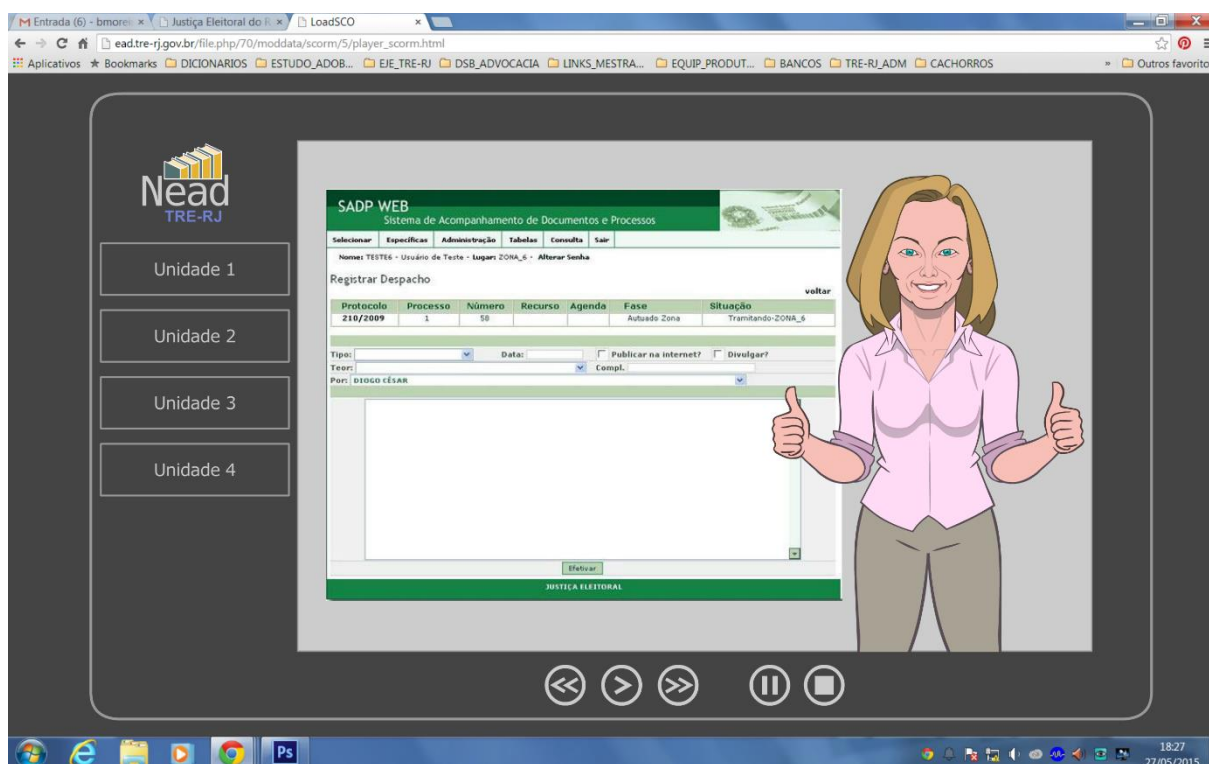 M Entrada (6) - bmorei
Justiça Eleitoral do R
LoadSCO
ead.tre-rj.gov.br/file.php/70/moddata/scorm/5/player_scorm.html
Aplicativos
Bookmarks
DICIONARIOS
ESTUDO_ADOB...
EJE_TRE-RJ
DSB_ADVOCACIA
LINKS_MESTRA...
EQUIP_PRODUT...
BANCOS
TRE-RJ_ADM
CACHORROS
»
Outros favorito
Nead
TRE-RJ
Unidade 1
Unidade 2
Unidade 3
Unidade 4
SADP WEB
Sistema de Acompanhamento de Documentos e Processos
Selecionar Específicas Administração Tabelas Consulta Sair
Nome: TESTE6 - Usuário de Teste - Lugar: ZONA_6 - Alterar Senha
Registrar Despacho
voltar
Protocolo Processo Número Recurso Agenda Fase Situação
210/2009 1 50 Autuado Zona Tramitando-ZONA_6
Tipo: Data: Publicar na internet? Divulgar?
Teor: Compl.
Por: DIOGO CÉSAR
Efetivar
JUSTIÇA ELEITORAL
Ps
18:27
27/05/2015